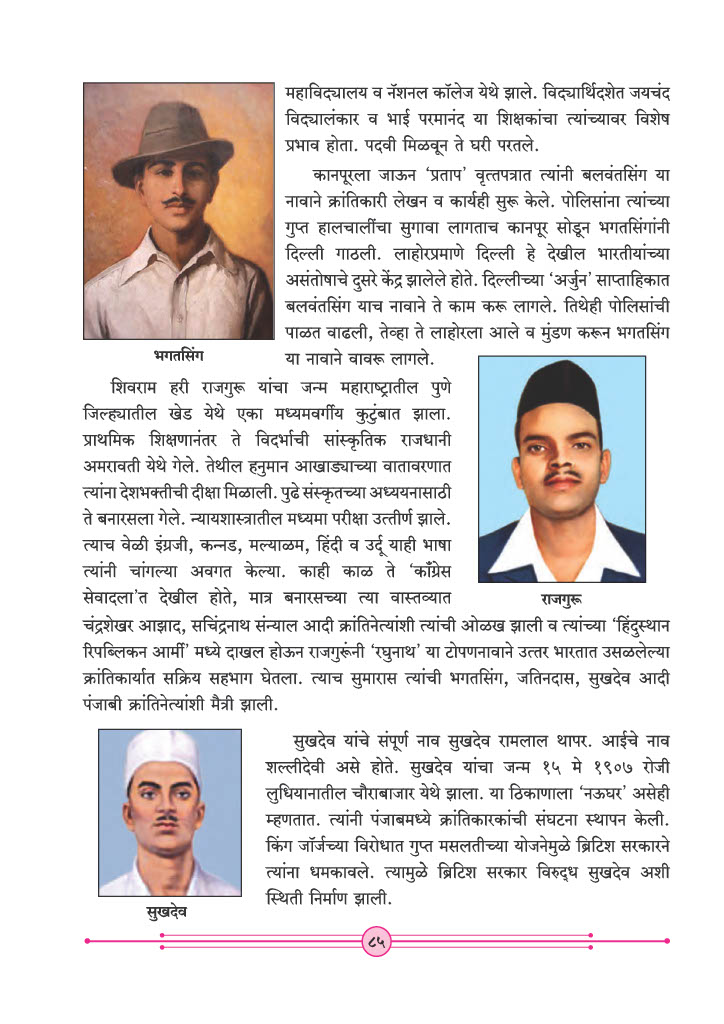 महाविद्यालय व नॅशनल कॉलेज येथे झाले. विद्यार्थिदशेत जयचंद
विद्यालंकार व भाई परमानंद या शिक्षकांचा त्यांच्यावर विशेष
प्रभाव होता. पदवी मिळवून ते घरी परतले.
कानपूरला जाऊन ‘प्रताप’ वृत्तपत्रात त्यांनी बलवंतसिंग या
नावाने क्रांतिकारी लेखन व कार्यही सुरू केले. पोलिसांना त्यांच्या
गुप्त हालचालींचा सुगावा लागताच कानपूर सोडून भगतसिंगांनी
दिल्ली गाठली. लाहोरप्रमाणे दिल्ली हे देखील भारतीयांच्या
असंतोषाचे दुसरे केंद्र झालेले होते. दिल्लीच्या ‘अर्जुन’ साप्ताहिकात
बलवंतसिंग याच नावाने ते काम करू लागले. तिथेही पोलिसांची
पाळत वाढली, तेव्हा ते लाहोरला आले व मुंडण करून भगतसिंग
या नावाने वावरू लागले.
भगतसिंग
शिवराम हरी राजगुरू यांचा जन्म महाराष्ट्रातील पुणे
जिल्ह्यातील खेड येथे एका मध्यमवर्गीय कुटुंबात झाला.
प्राथमिक शिक्षणानंतर ते विदर्भाची सांस्कृतिक राजधानी
अमरावती येथे गेले. तेथील हनुमान आखाड्याच्या वातावरणात
त्यांना देशभक्तीची दीक्षा मिळाली. पुढे संस्कृतच्या अध्ययनासाठी
ते बनारसला गेले. न्यायशास्त्रातील मध्यमा परीक्षा उत्तीर्ण झाले.
त्याच वेळी इंग्रजी, कन्नड, मल्याळम, हिंदी व उर्दू याही भाषा
त्यांनी चांगल्या अवगत केल्या. काही काळ ते ‘काँग्रेस
सेवादला’त देखील होते, मात्र बनारसच्या त्या वास्तव्यात
राजगुरू
चंद्रशेखर आझाद, सचिंद्रनाथ संन्याल आदी क्रांतिनेत्यांशी त्यांची ओळख झाली व त्यांच्या ‘हिंदुस्थान
रिपब्लिकन आर्मी’ मध्ये दाखल होऊन राजगुरूंनी ‘रघुनाथ’ या टोपणनावाने उत्तर भारतात उसळलेल्या
क्रांतिकार्यात सक्रिय सहभाग घेतला. त्याच सुमारास त्यांची भगतसिंग, जतिनदास, सुखदेव आदी
पंजाबी क्रांतिनेत्यांशी मैत्री झाली.
सुखदेव यांचे संपूर्ण नाव सुखदेव रामलाल थापर. आईचे नाव
शल्लीदेवी असे होते. सुखदेव यांचा जन्म १५ मे १९०७ रोजी
लुधियानातील चौराबाजार येथे झाला. या ठिकाणाला ‘नऊघर’ असेही
म्हणतात. त्यांनी पंजाबमध्ये क्रांतिकारकांची संघटना स्थापन केली.
किंग जॉर्जच्या विरोधात गुप्त मसलतीच्या योजनेमुळे ब्रिटिश सरकारने
त्यांना धमकावले. त्यामुळे ब्रिटिश सरकार विरुद्ध सुखदेव अशी
स्थिती निर्माण झाली.
सुखदेव
८५